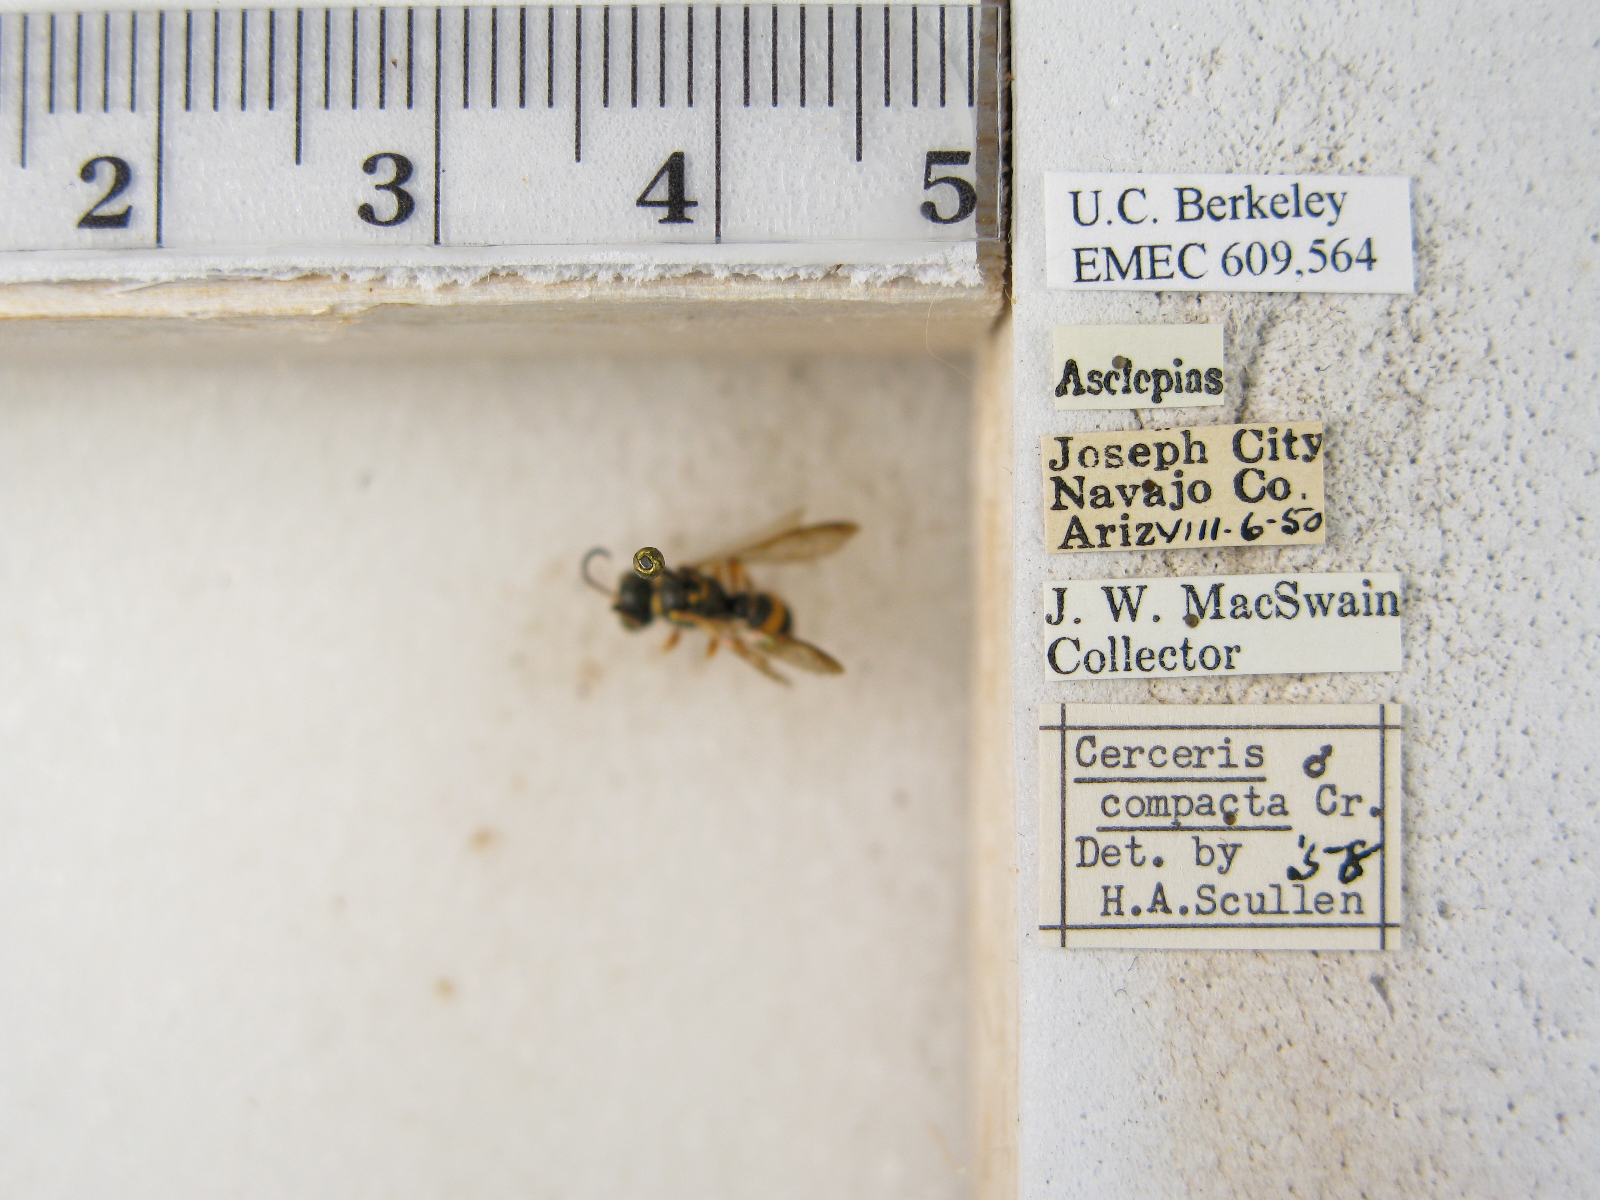 2 3 4 5
U.C. Berkeley
EMEC 609,564
Asclepias
Joseph City
Navajo Co.
Ariz VIII-6-50
J. W. MacSwain
Collector
Cerceris ♂
compacta Cr.
Det. by '58
H.A.Scullen